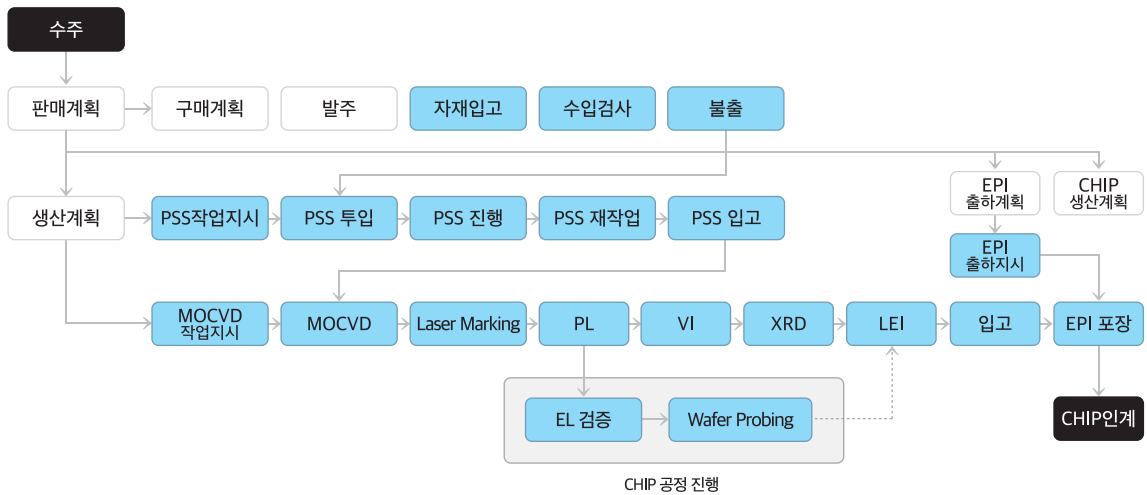 수주
판매계획
구매계획
발주
자재입고
수입검사
불출
EPI
출하계획
CHIP
생산계획
생산계획
PSS작업지시
PSS 투입
PSS 진행
PSS 재작업
PSS 입고
EPI
출하지시
MOCVD
작업지시
MOCVD
Laser Marking
PL
VI
XRD
LEI
입고
EPI 포장
EL 검증
Wafer Probing
CHIP인계
CHIP 공정 진행